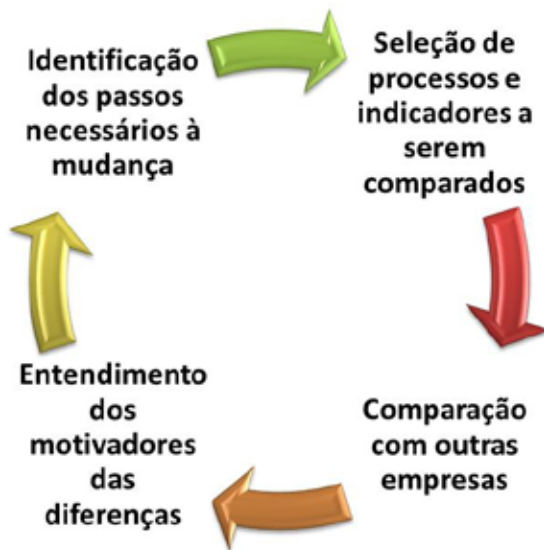 Identificação
dos passos
necessários à
mudança
Seleção de
processos e
indicadores a
serem
comparados
Comparação
com outras
empresas
Entendimento
dos
motivadores
das
diferenças